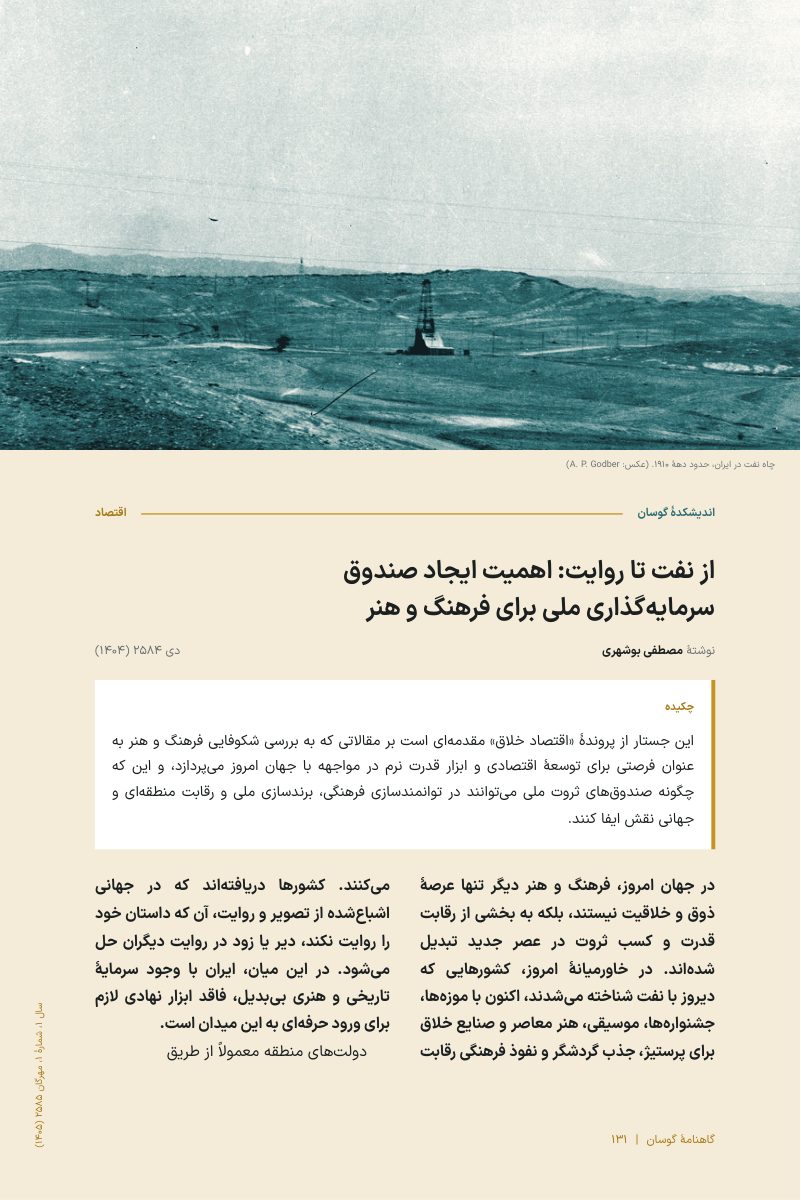 چاه نفت در ایران، حدود دههٔ ۱۹۱۰. (عکس: A. P. Godber)
اندیشکدهٔ گوسان
اقتصاد
از نفت تا روایت: اهمیت ایجاد صندوق
سرمایه‌گذاری ملی برای فرهنگ و هنر
نوشتهٔ مصطفی بوشهری
دی ۲۵۸۴ (۱۴۰۴)
چکیده
این جستار از پروندهٔ «اقتصاد خلاق» مقدمه‌ای است بر مقالاتی که به بررسی شکوفایی فرهنگ و هنر به
عنوان فرصتی برای توسعهٔ اقتصادی و ابزار قدرت نرم در مواجهه با جهان امروز می‌پردازد، و این که
چگونه صندوق‌های ثروت ملی می‌توانند در توانمندسازی فرهنگی، برندسازی ملی و رقابت منطقه‌ای و
جهانی نقش ایفا کنند.
در جهان امروز، فرهنگ و هنر دیگر تنها عرصهٔ
ذوق و خلاقیت نیستند، بلکه به بخشی از رقابت
قدرت و کسب ثروت در عصر جدید تبدیل
شده‌اند. در خاورمیانهٔ امروز، کشورهایی که
دیروز با نفت شناخته می‌شدند، اکنون با موزه‌ها،
جشنواره‌ها، موسیقی، هنر معاصر و صنایع خلاق
برای پرستیژ، جذب گردشگر و نفوذ فرهنگی رقابت
می‌کنند. کشورها دریافته‌اند که در جهانی
اشباع‌شده از تصویر و روایت، آن که داستان خود
را روایت نکند، دیر یا زود در روایت دیگران حل
می‌شود. در این میان، ایران با وجود سرمایهٔ
تاریخی و هنری بی‌بدیل، فاقد ابزار نهادی لازم
برای ورود حرفه‌ای به این میدان است.
دولت‌های منطقه معمولاً از طریق
سال ۱، شمارهٔ ۱، مهرگان ۲۵۸۵ (۱۴۰۵)
گاهنامهٔ گوسان | ۱۳۱